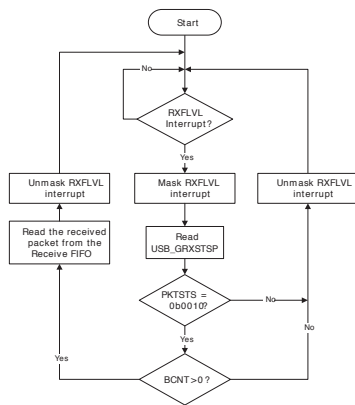 Start
No
RXFLVL
Interrupt?
Yes
Unmask RXFLVL
interrupt
Mask RXFLVL
interrupt
Unmask RXFLVL
interrupt
Read the received
packet from the
Receive FIFO
Read
USB_GRXSTSP
PKTSTS =
0b0010?
No
No
Yes
Yes
BCNT>0?